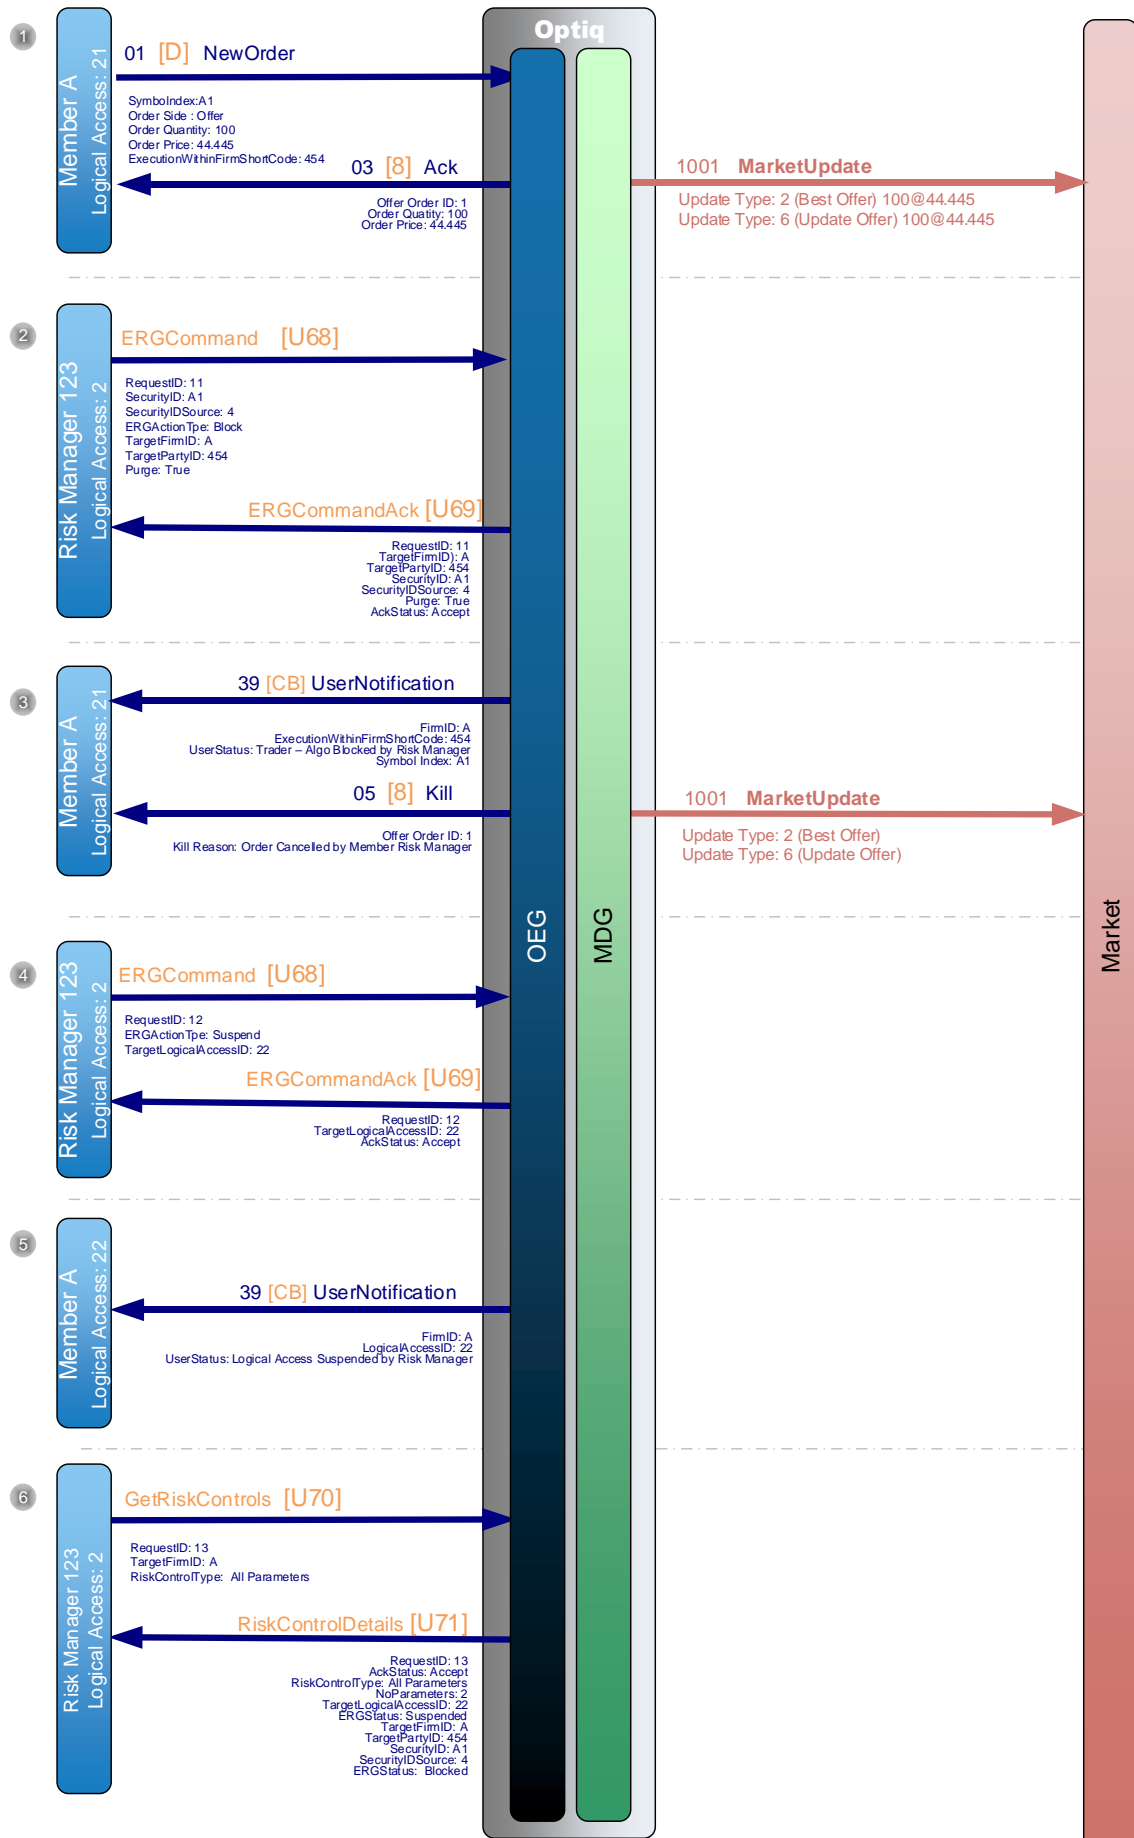 Optiq
1
Member A
Logical Access: 21
01 [D] NewOrder
SymbolIndex:A1
Order Side : Offer
Order Quantity: 100
Order Price: 44.445
ExecutionWithinFirmShortCode: 454
03 [8] Ack
Offer Order ID: 1
Order Quatity: 100
Order Price: 44.445
1001 MarketUpdate
Update Type: 2 (Best Offer) 100@44.445
Update Type: 6 (Update Offer) 100@44.445
2
Risk Manager 123
Logical Access: 2
ERGCommand [U68]
RequestID: 11
SecurityID: A1
SecurityIDSource: 4
ERGActionTpe: Block
TargetFirmID: A
TargetPartyID: 454
Purge: True
ERGCommandAck [U69]
RequestID: 11
TargetFirmID): A
TargetPartyID: 454
SecurityID: A1
SecurityIDSource: 4
Purge: True
AckStatus: Accept
3
Member A
Logical Access: 21
39 [CB] UserNotification
FirmID: A
ExecutionWithinFirmShortCode: 454
UserStatus: Trader – Algo Blocked by Risk Manager
Symbol Index: A1
05 [8] Kill
Offer Order ID: 1
Kill Reason: Order Cancelled by Member Risk Manager
1001 MarketUpdate
Update Type: 2 (Best Offer)
Update Type: 6 (Update Offer)
OEG
MDG
Market
4
Risk Manager 123
Logical Access: 2
ERGCommand [U68]
RequestID: 12
ERGActionTpe: Suspend
TargetLogicalAccessID: 22
ERGCommandAck [U69]
RequestID: 12
TargetLogicalAccessID: 22
AckStatus: Accept
5
Member A
Logical Access: 22
39 [CB] UserNotification
FirmID: A
LogicalAccessID: 22
UserStatus: Logical Access Suspended by Risk Manager
6
Risk Manager 123
Logical Access: 2
GetRiskControls [U70]
RequestID: 13
TargetFirmID: A
RiskControlType: All Parameters
RiskControlDetails [U71]
RequestID: 13
AckStatus: Accept
RiskControlType: All Parameters
NoParameters: 2
TargetLogicalAccessID: 22
ERGStatus: Suspended
TargetFirmID: A
TargetPartyID: 454
SecurityID: A1
SecurityIDSource: 4
ERGStatus: Blocked